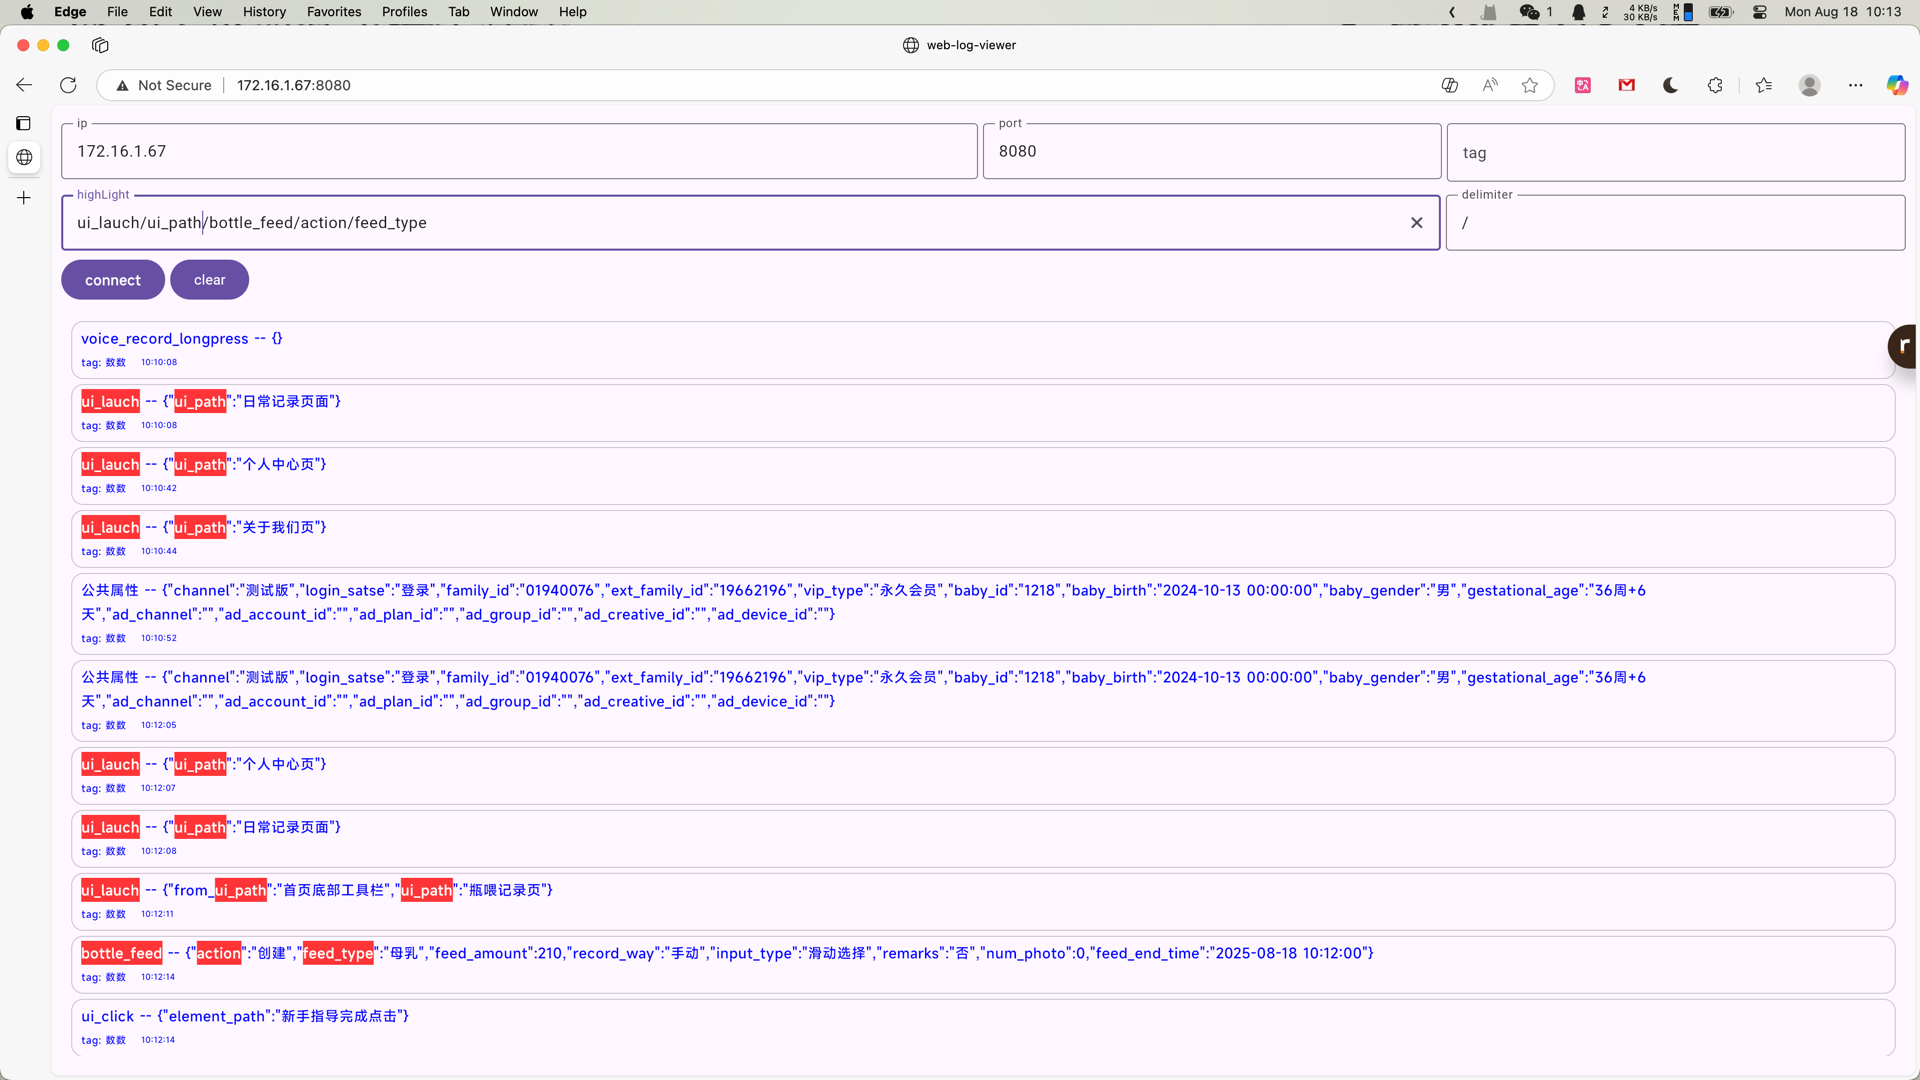 Edge File Edit View History Favorites Profiles Tab Window Help 1 4 KB/s 30 KB/s MEM Mon Aug 18 10:13
web-log-viewer
Not Secure 172.16.1.67:8080
ip port
172.16.1.67 8080 tag
highLight delimiter
ui_lauch/ui_path/bottle_feed/action/feed_type /
connect clear
voice_record_longpress -- {}
tag: 数数 10:10:08
ui_lauch -- {"ui_path":"日常记录页面"}
tag: 数数 10:10:08
ui_lauch -- {"ui_path":"个人中心页"}
tag: 数数 10:10:42
ui_lauch -- {"ui_path":"关于我们页"}
tag: 数数 10:10:44
公共属性 -- {"channel":"测试版","login_satse":"登录","family_id":"01940076","ext_family_id":"19662196","vip_type":"永久会员","baby_id":"1218","baby_birth":"2024-10-13 00:00:00","baby_gender":"男","gestational_age":"36周+6
天","ad_channel":"","ad_account_id":"","ad_plan_id":"","ad_group_id":"","ad_creative_id":"","ad_device_id":""}
tag: 数数 10:10:52
公共属性 -- {"channel":"测试版","login_satse":"登录","family_id":"01940076","ext_family_id":"19662196","vip_type":"永久会员","baby_id":"1218","baby_birth":"2024-10-13 00:00:00","baby_gender":"男","gestational_age":"36周+6
天","ad_channel":"","ad_account_id":"","ad_plan_id":"","ad_group_id":"","ad_creative_id":"","ad_device_id":""}
tag: 数数 10:12:05
ui_lauch -- {"ui_path":"个人中心页"}
tag: 数数 10:12:07
ui_lauch -- {"ui_path":"日常记录页面"}
tag: 数数 10:12:08
ui_lauch -- {"from_ui_path":"首页底部工具栏","ui_path":"瓶喂记录页"}
tag: 数数 10:12:11
bottle_feed -- {"action":"创建","feed_type":"母乳","feed_amount":210,"record_way":"手动","input_type":"滑动选择","remarks":"否","num_photo":0,"feed_end_time":"2025-08-18 10:12:00"}
tag: 数数 10:12:14
ui_click -- {"element_path":"新手指导完成点击"}
tag: 数数 10:12:14